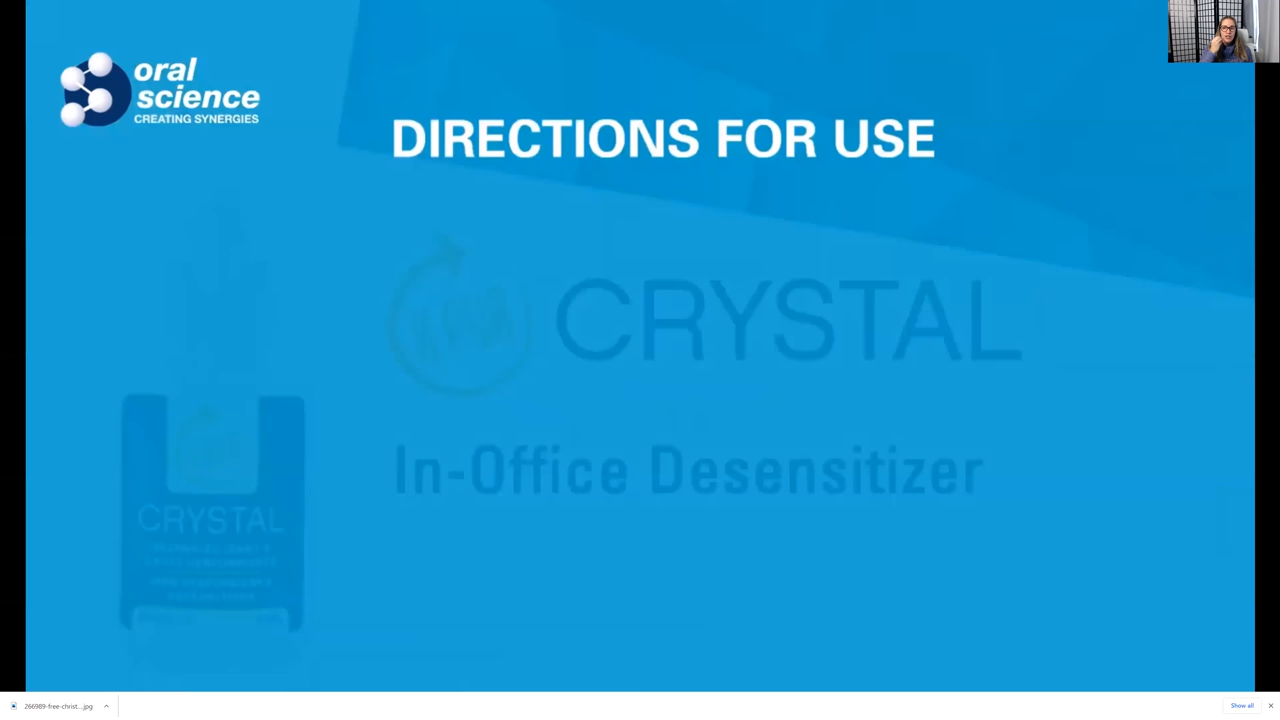 oral
science
CREATING SYNERGIES
DIRECTIONS FOR USE
CRYSTAL
In-Office Desensitizer
CRYSTAL
266989-free-christ....jpg
Show all